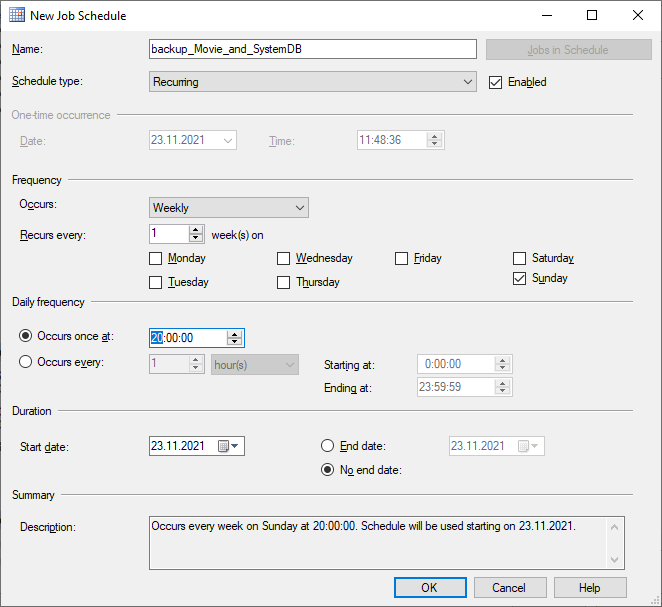 New Job Schedule
Name: backup_Movie_and_SystemDB Jobs in Schedule
Schedule type: Recurring Enabled
One-time occurrence
Date: 23.11.2021 Time: 11:48:36
Frequency
Occurs: Weekly
Recurs every: 1 week(s) on
Monday Wednesday Friday Saturday
Tuesday Thursday Sunday
Daily frequency
Occurs once at: 20:00:00
Occurs every: 1 hour(s) Starting at: 0:00:00
Ending at: 23:59:59
Duration
Start date: 23.11.2021 End date: 23.11.2021
No end date:
Summary
Description: Occurs every week on Sunday at 20:00:00. Schedule will be used starting on 23.11.2021.
OK Cancel Help